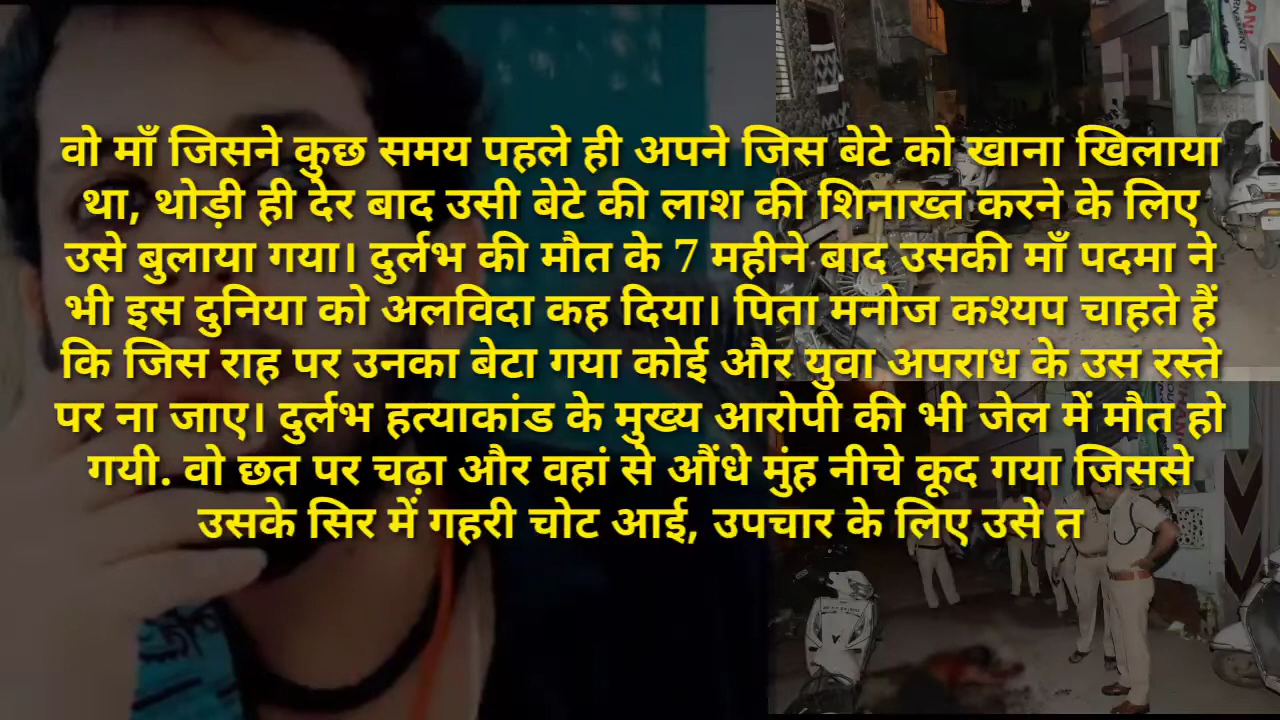 वो माँ जिसने कुछ समय पहले ही अपने जिस बेटे को खाना खिलाया
था, थोड़ी ही देर बाद उसी बेटे की लाश की शिनाख्त करने के लिए
उसे बुलाया गया। दुर्लभ की मौत के 7 महीने बाद उसकी माँ पदमा ने
भी इस दुनिया को अलविदा कह दिया। पिता मनोज कश्यप चाहते हैं
कि जिस राह पर उनका बेटा गया कोई और युवा अपराध के उस रस्ते
पर ना जाए। दुर्लभ हत्याकांड के मुख्य आरोपी की भी जेल में मौत हो
गयी. वो छत पर चढ़ा और वहां से औंधे मुंह नीचे कूद गया जिससे
उसके सिर में गहरी चोट आई, उपचार के लिए उसे त